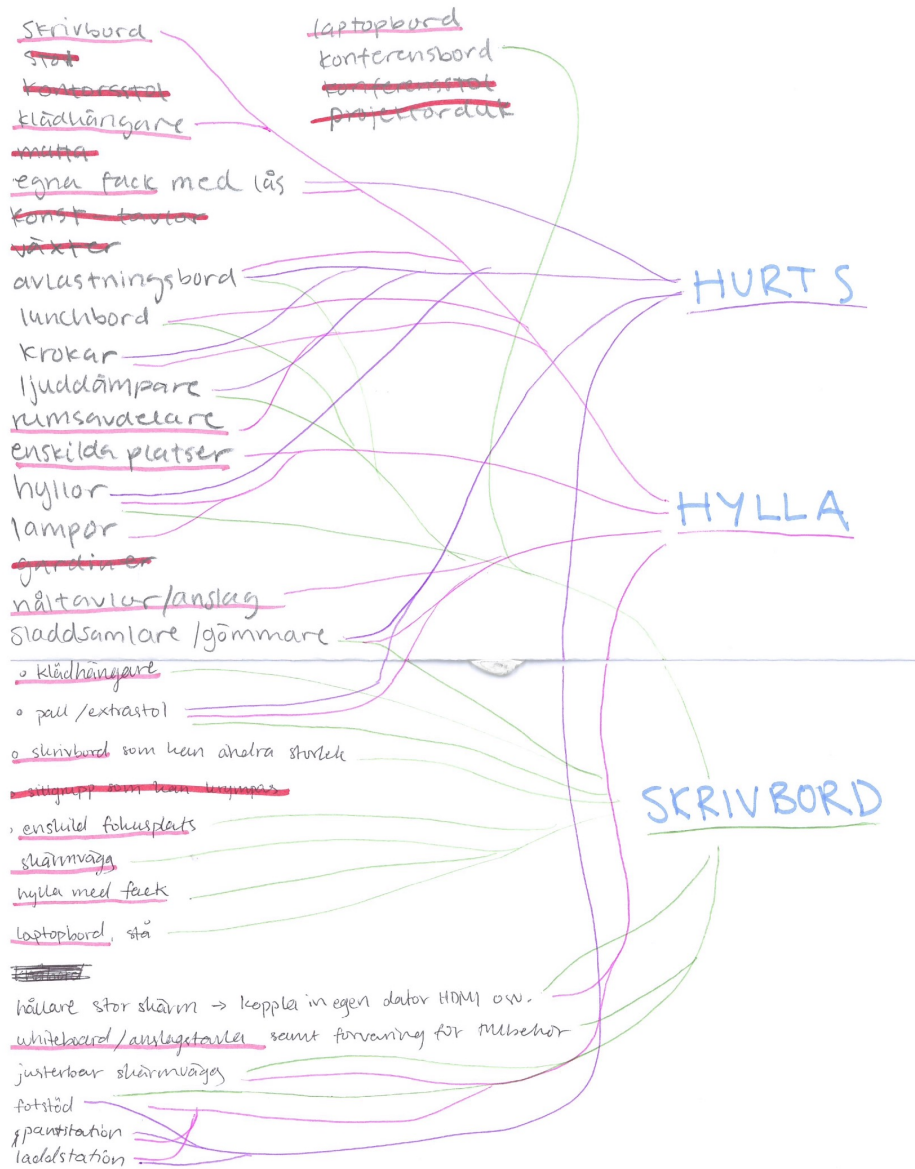 skrivbord
stol
kontorsstol
klädhängare
matta
egna fack med lås
konst tavlor
växter
avlastningsbord
lunchbord
krokar
ljuddämpare
rumsavdelare
enskilda platser
hyllor
lampor
gardiner
håltavlor/anslag
sladdsamlare/gömmare
laptopbord
konferensbord
konferensstol
projektorduk
HURTS
HYLLA
SKRIVBORD
• klädhängare
• pall/extrastol
• skrivbord som kan ändra storlek
• sittgrupp som kan krympas
• enskild fokusplats
skärmvägg
hylla med fack
laptopbord, stå
hållare stor skärm → koppla in egen dator HDMI osv.
whiteboard/anslagstavla samt förvaring för tillbehör
justerbar skärmvägg
fotstöd
pantstation
laddstation